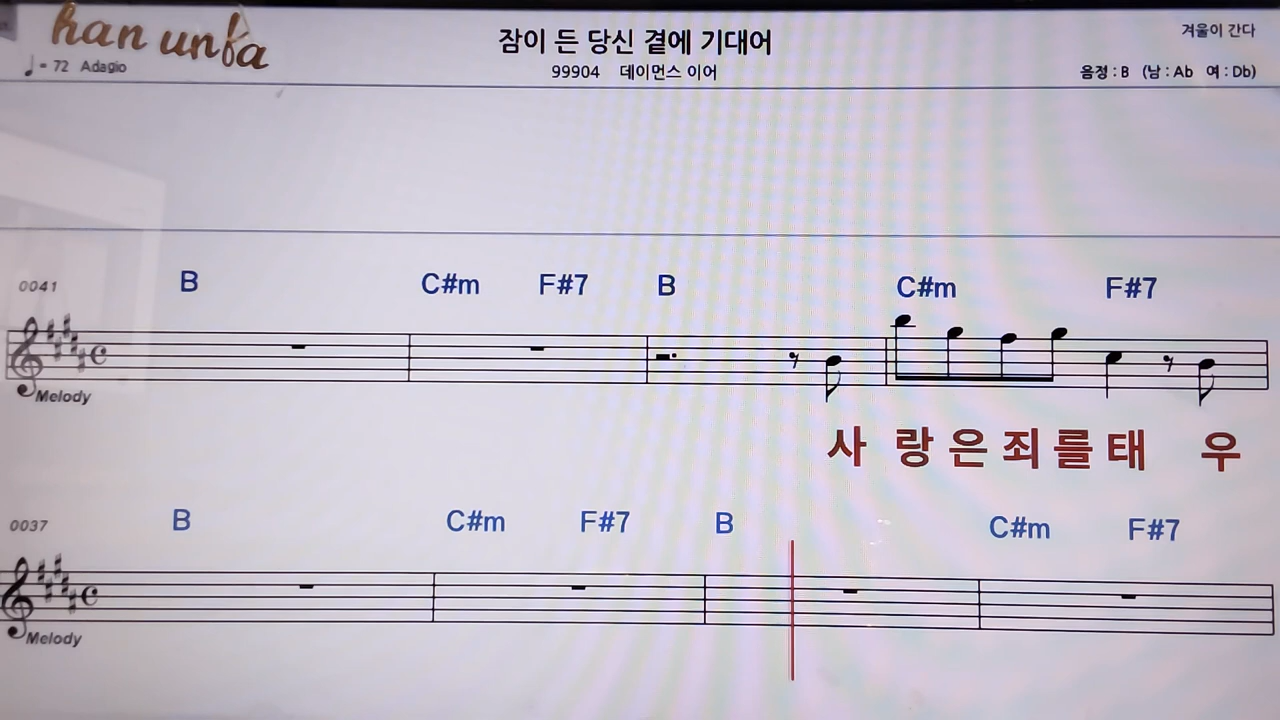 han unfa
잠이 든 당신 곁에 기대어
겨울이 간다
♩= 72 Adagio
99904 데이먼스 이어
음정 : B (남 : Ab 여 : Db)
0041 B C#m F#7 B C#m F#7
Melody
사 랑 은 죄 를 태 우
0037 B C#m F#7 B C#m F#7
Melody